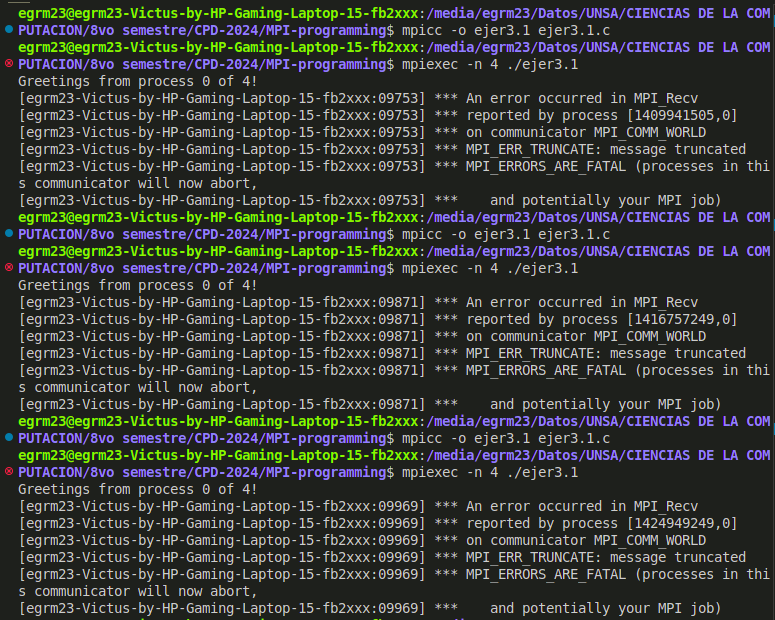 egrm23@egrm23-Victus-by-HP-Gaming-Laptop-15-fb2xxx:/media/egrm23/Datos/UNSA/CIENCIAS DE LA COM
PUTACION/8vo semestre/CPD-2024/MPI-programming$ mpicc -o ejer3.1 ejer3.1.c
egrm23@egrm23-Victus-by-HP-Gaming-Laptop-15-fb2xxx:/media/egrm23/Datos/UNSA/CIENCIAS DE LA COM
PUTACION/8vo semestre/CPD-2024/MPI-programming$ mpiexec -n 4 ./ejer3.1
Greetings from process 0 of 4!
[egrm23-Victus-by-HP-Gaming-Laptop-15-fb2xxx:09753] *** An error occurred in MPI_Recv
[egrm23-Victus-by-HP-Gaming-Laptop-15-fb2xxx:09753] *** reported by process [1409941505,0]
[egrm23-Victus-by-HP-Gaming-Laptop-15-fb2xxx:09753] *** on communicator MPI_COMM_WORLD
[egrm23-Victus-by-HP-Gaming-Laptop-15-fb2xxx:09753] *** MPI_ERR_TRUNCATE: message truncated
[egrm23-Victus-by-HP-Gaming-Laptop-15-fb2xxx:09753] *** MPI_ERRORS_ARE_FATAL (processes in thi
s communicator will now abort,
[egrm23-Victus-by-HP-Gaming-Laptop-15-fb2xxx:09753] ***    and potentially your MPI job)
egrm23@egrm23-Victus-by-HP-Gaming-Laptop-15-fb2xxx:/media/egrm23/Datos/UNSA/CIENCIAS DE LA COM
PUTACION/8vo semestre/CPD-2024/MPI-programming$ mpicc -o ejer3.1 ejer3.1.c
egrm23@egrm23-Victus-by-HP-Gaming-Laptop-15-fb2xxx:/media/egrm23/Datos/UNSA/CIENCIAS DE LA COM
PUTACION/8vo semestre/CPD-2024/MPI-programming$ mpiexec -n 4 ./ejer3.1
Greetings from process 0 of 4!
[egrm23-Victus-by-HP-Gaming-Laptop-15-fb2xxx:09871] *** An error occurred in MPI_Recv
[egrm23-Victus-by-HP-Gaming-Laptop-15-fb2xxx:09871] *** reported by process [1416757249,0]
[egrm23-Victus-by-HP-Gaming-Laptop-15-fb2xxx:09871] *** on communicator MPI_COMM_WORLD
[egrm23-Victus-by-HP-Gaming-Laptop-15-fb2xxx:09871] *** MPI_ERR_TRUNCATE: message truncated
[egrm23-Victus-by-HP-Gaming-Laptop-15-fb2xxx:09871] *** MPI_ERRORS_ARE_FATAL (processes in thi
s communicator will now abort,
[egrm23-Victus-by-HP-Gaming-Laptop-15-fb2xxx:09871] ***    and potentially your MPI job)
egrm23@egrm23-Victus-by-HP-Gaming-Laptop-15-fb2xxx:/media/egrm23/Datos/UNSA/CIENCIAS DE LA COM
PUTACION/8vo semestre/CPD-2024/MPI-programming$ mpicc -o ejer3.1 ejer3.1.c
egrm23@egrm23-Victus-by-HP-Gaming-Laptop-15-fb2xxx:/media/egrm23/Datos/UNSA/CIENCIAS DE LA COM
PUTACION/8vo semestre/CPD-2024/MPI-programming$ mpiexec -n 4 ./ejer3.1
Greetings from process 0 of 4!
[egrm23-Victus-by-HP-Gaming-Laptop-15-fb2xxx:09969] *** An error occurred in MPI_Recv
[egrm23-Victus-by-HP-Gaming-Laptop-15-fb2xxx:09969] *** reported by process [1424949249,0]
[egrm23-Victus-by-HP-Gaming-Laptop-15-fb2xxx:09969] *** on communicator MPI_COMM_WORLD
[egrm23-Victus-by-HP-Gaming-Laptop-15-fb2xxx:09969] *** MPI_ERR_TRUNCATE: message truncated
[egrm23-Victus-by-HP-Gaming-Laptop-15-fb2xxx:09969] *** MPI_ERRORS_ARE_FATAL (processes in thi
s communicator will now abort,
[egrm23-Victus-by-HP-Gaming-Laptop-15-fb2xxx:09969] ***    and potentially your MPI job)